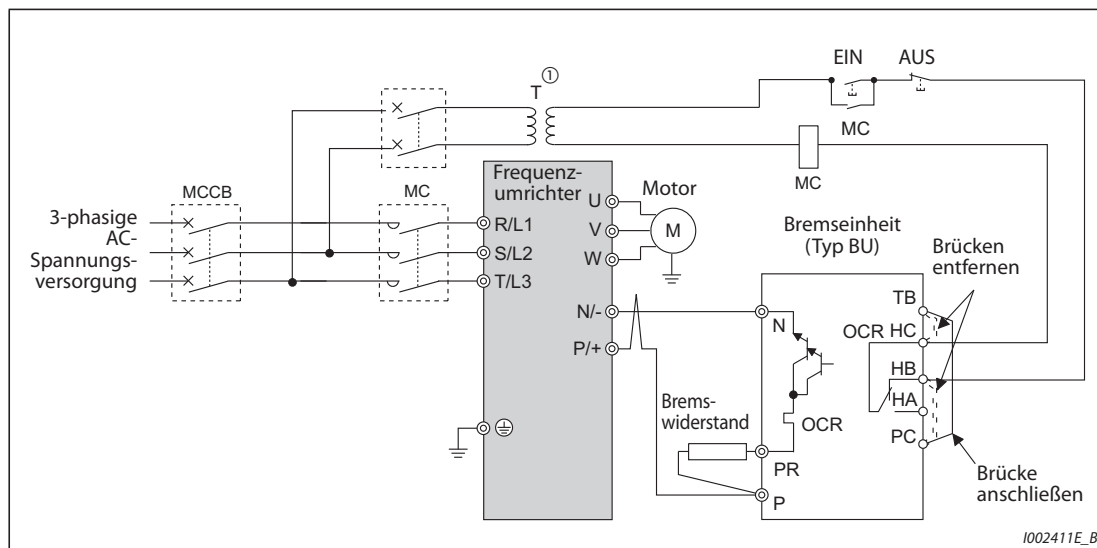 EIN
AUS
T①
MC
MC
MCCB
MC
3-phasige
AC-
Spannungs-
versorgung
Frequenz-
umrichter
R/L1
S/L2
T/L3
U
V
W
N/-
P/+
Motor
M
Bremseinheit
(Typ BU)
Brücken
entfernen
N
OCR
TB
HC
HB
HA
PC
OCR
PR
P
Brems-
widerstand
Brücke
anschließen
I002411E_B